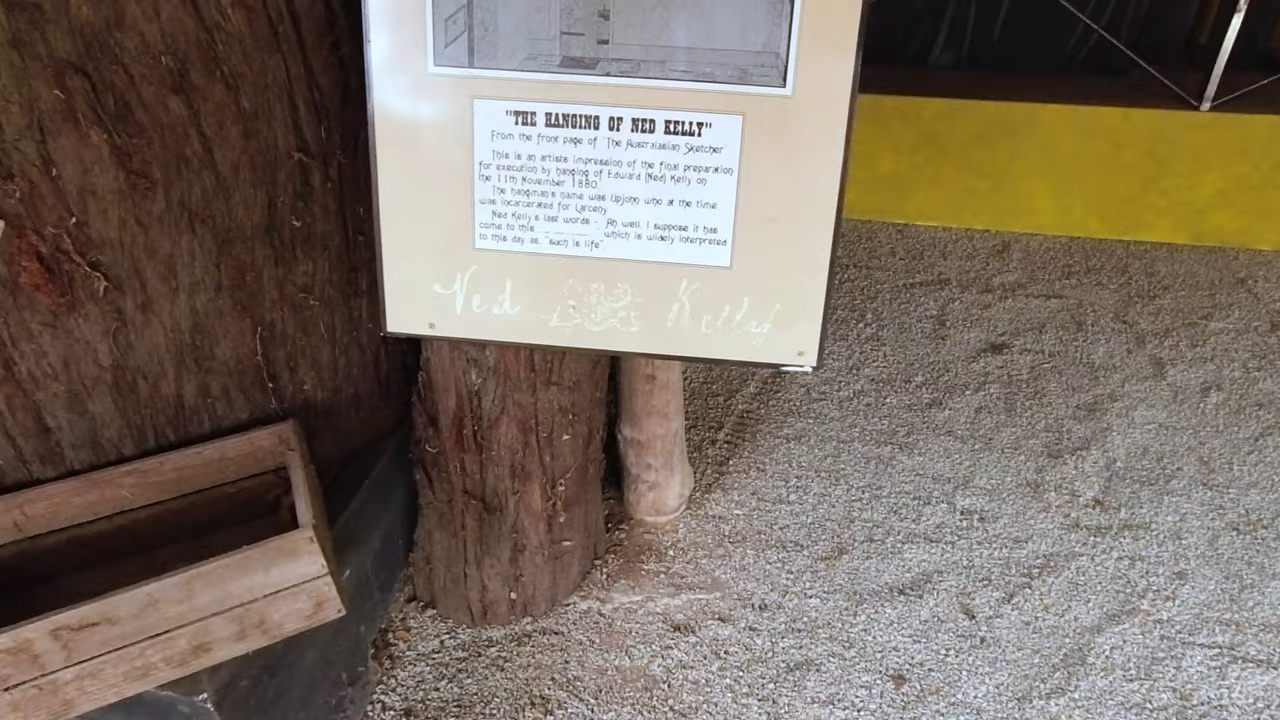 "THE HANGING OF NED KELLY"
From the front page of "The Australasian Sketcher"
This is an artists impression of the final preparation
for execution by hanging of Edward (Ned) Kelly on
the 11th November 1880.
The hangman's name was Upjohn who at the time
was incarcerated for Larceny
Ned Kelly's last words - "Ah well, I suppose it has
come to this__________ which is widely interpreted
to this day as, "such is life"
Ned Kelly